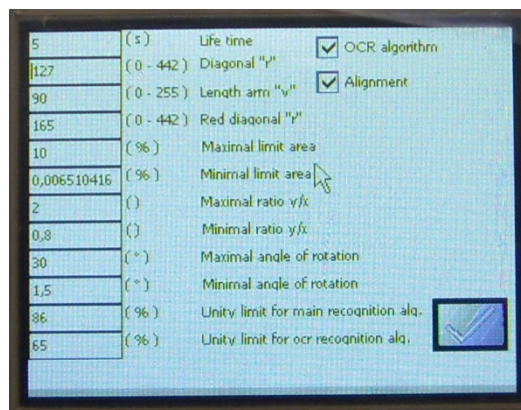 5 ( s ) Life time
OCR algorithm
127 ( 0 - 442 ) Diagonal "r"
Alignment
90 ( 0 - 255 ) Length arm "v"
165 ( 0 - 442 ) Red diagonal "r"
10 ( % ) Maximal limit area
0,006510416 ( % ) Minimal limit area
2 () Maximal ratio y/x
0,8 () Minimal ratio y/x
30 ( ° ) Maximal angle of rotation
1,5 ( ° ) Minimal angle of rotation
86 ( % ) Unity limit for main recognition alg.
65 ( % ) Unity limit for ocr recognition alg.